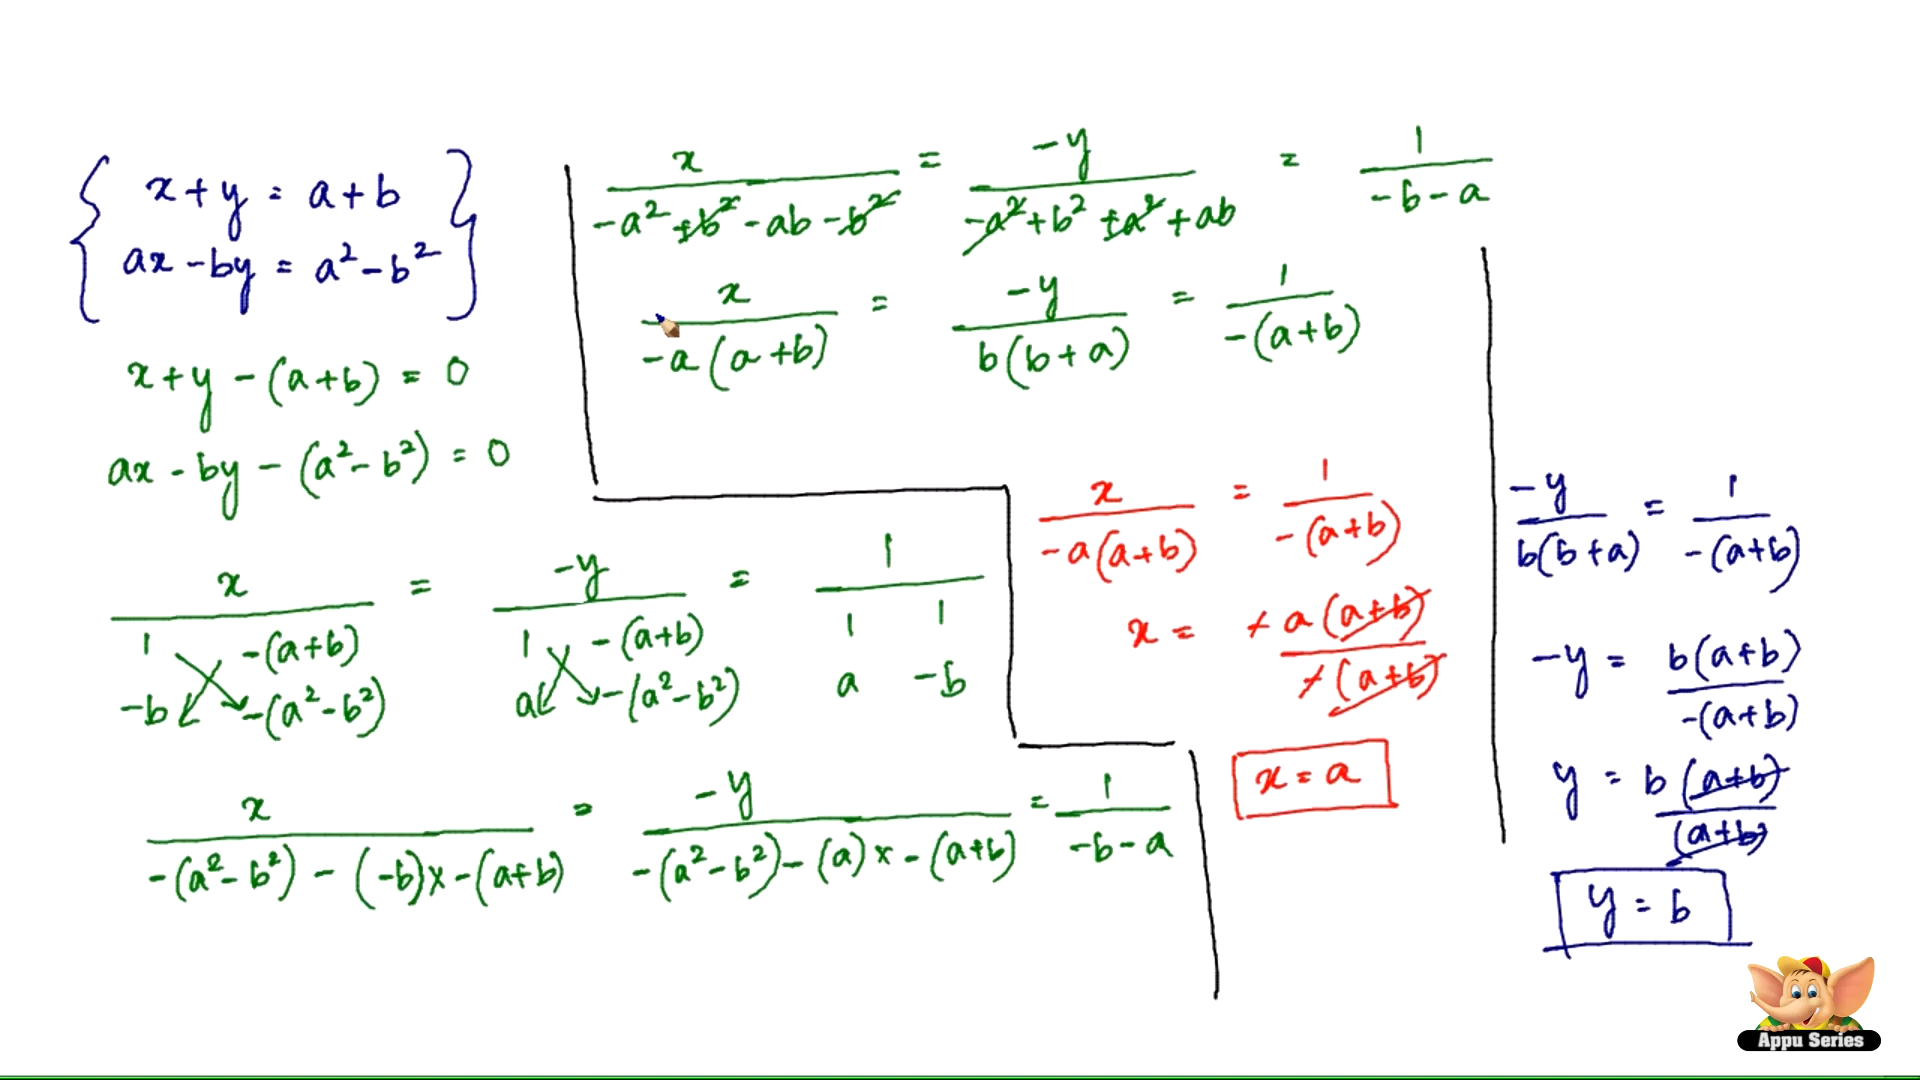 x + y = a + b
ax - by = a² - b²
x + y - (a + b) = 0
ax - by - (a² - b²) = 0
x/(1 -(a+b) -b -(a² - b²)) = -y/(1 -(a+b) a -(a² - b²)) = 1/(1 1 a -b)
x/(-(a² - b²) - (-b) x -(a+b)) = -y/(-(a² - b²) - (a) x -(a+b)) = 1/(-b - a)
x/(-a² + b² - ab - b²) = -y/(-a² + b² + a² + ab) = 1/(-b - a)
x/(-a(a+b)) = -y/(b(b+a)) = 1/(-(a+b))
x/(-a(a+b)) = 1/(-(a+b))
x = -a(a+b)/(-(a+b))
x = a
-y/(b(b+a)) = 1/(-(a+b))
-y = b(a+b)/(-(a+b))
y = b(a+b)/(a+b)
y = b
Appu Series